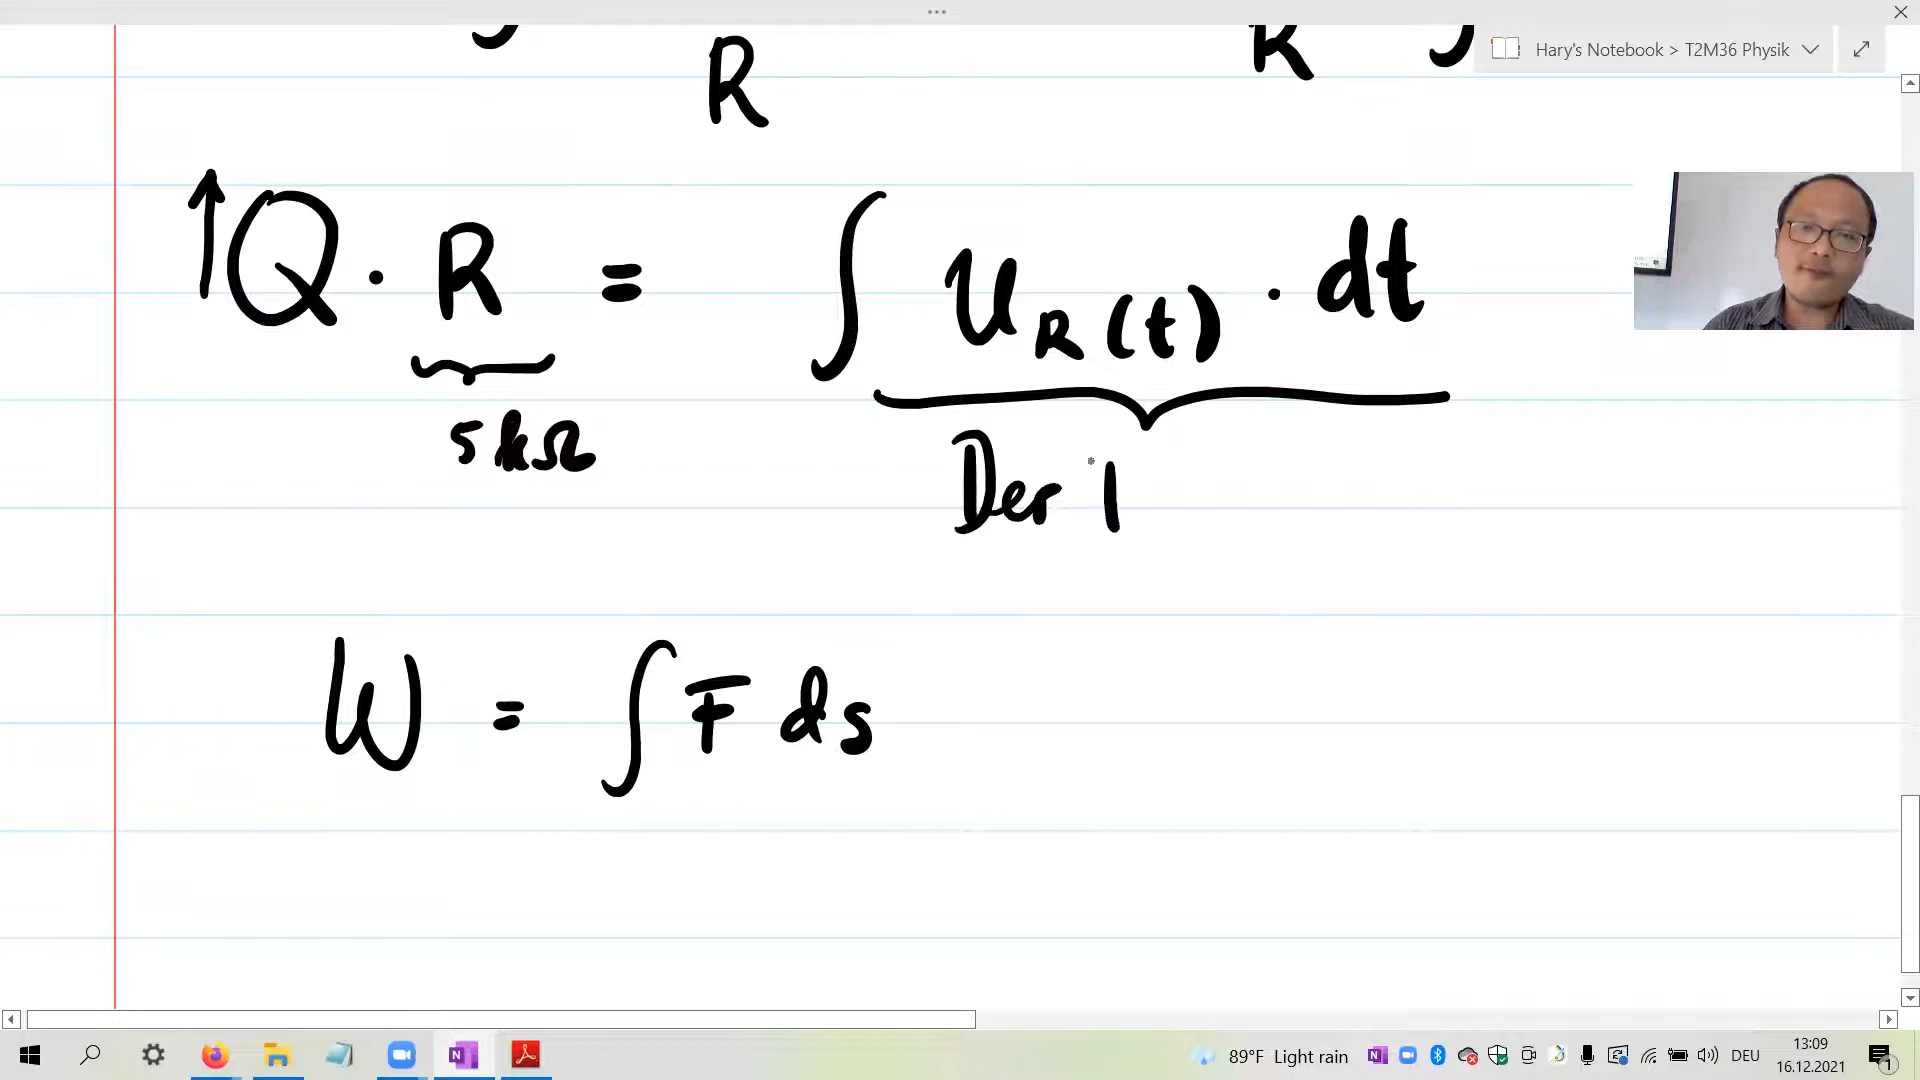 ...
Hary's Notebook > T2M36 Physik
R
R
↑Q · R = ∫ u_R(t) · dt
5kΩ
Der I
W = ∫ F ds
89°F Light rain
DEU
13:09
16.12.2021
1